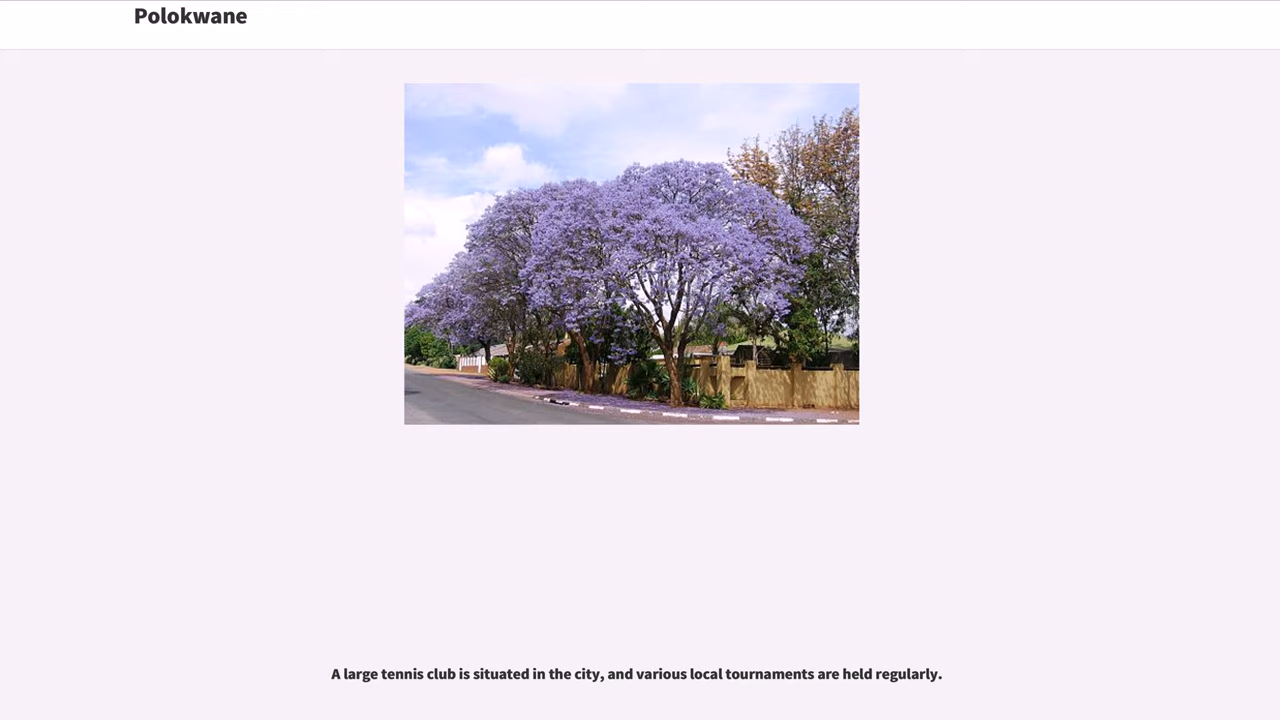 Polokwane
A large tennis club is situated in the city, and various local tournaments are held regularly.